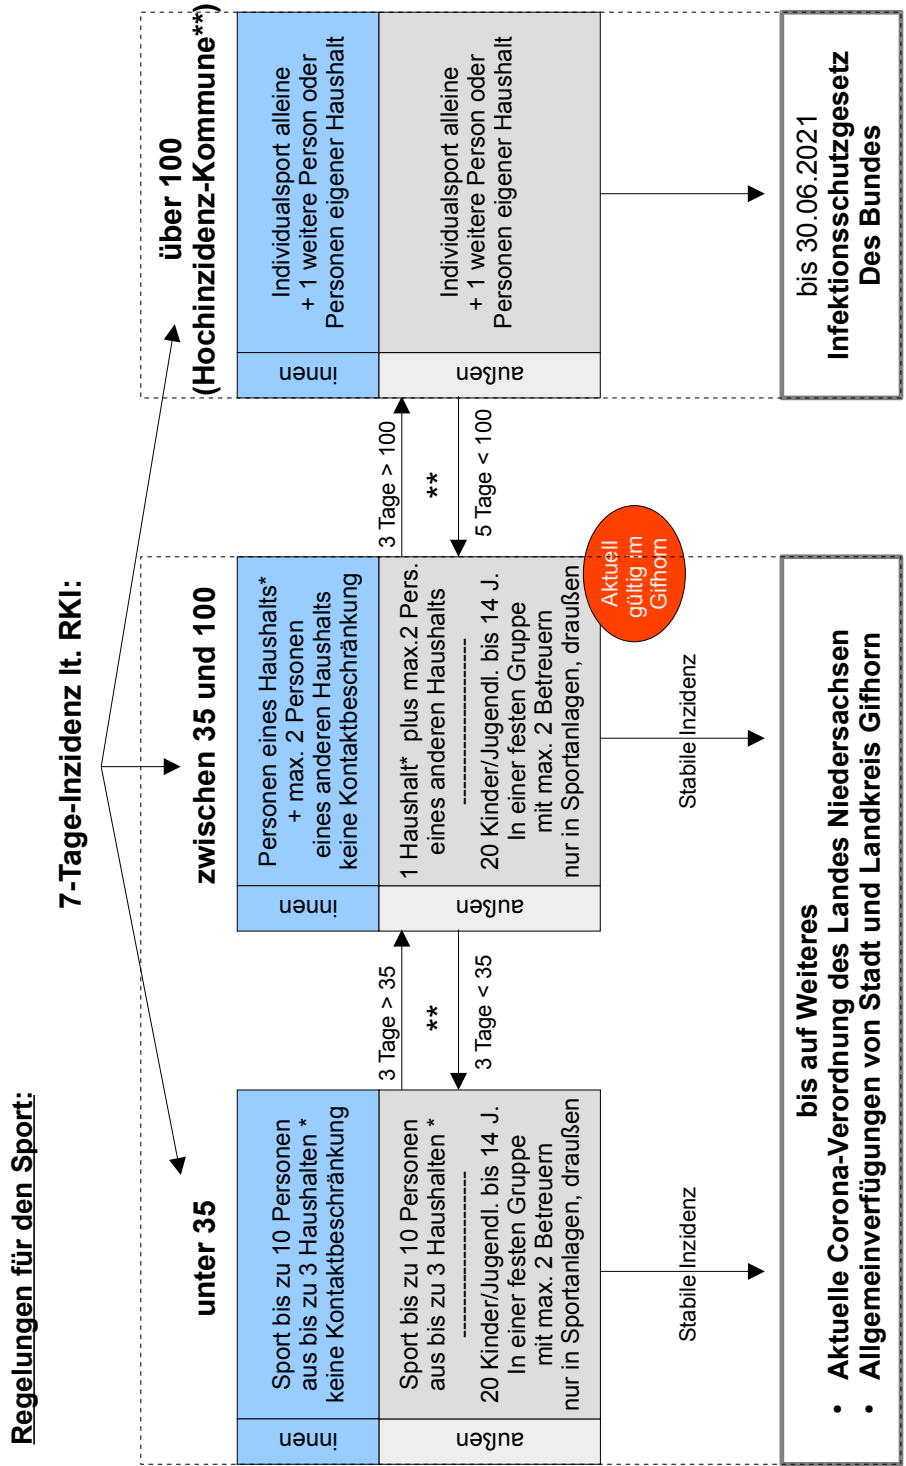 Regelungen für den Sport:
7-Tage-Inzidenz lt. RKI:
unter 35
innen
Sport bis zu 10 Personen
aus bis zu 3 Haushalten *
keine Kontaktbeschränkung
außen
Sport bis zu 10 Personen
aus bis zu 3 Haushalten *
--------------------
20 Kinder/Jugendl. bis 14 J.
In einer festen Gruppe
mit max. 2 Betreuern
nur in Sportanlagen, draußen
3 Tage > 35
**
3 Tage < 35
zwischen 35 und 100
innen
Personen eines Haushalts*
+ max. 2 Personen
eines anderen Haushalts
keine Kontaktbeschränkung
außen
1 Haushalt* plus max.2 Pers.
eines anderen Haushalts
--------------------
20 Kinder/Jugendl. bis 14 J.
In einer festen Gruppe
mit max. 2 Betreuern
nur in Sportanlagen, draußen
Aktuell
gültig im
Gifhorn
3 Tage > 100
**
5 Tage < 100
über 100
(Hochinzidenz-Kommune**)
innen
Individualsport alleine
+ 1 weitere Person oder
Personen eigener Haushalt
außen
Individualsport alleine
+ 1 weitere Person oder
Personen eigener Haushalt
Stabile Inzidenz
Stabile Inzidenz
bis auf Weiteres
• Aktuelle Corona-Verordnung des Landes Niedersachsen
• Allgemeinverfügungen von Stadt und Landkreis Gifhorn
bis 30.06.2021
Infektionsschutzgesetz
Des Bundes